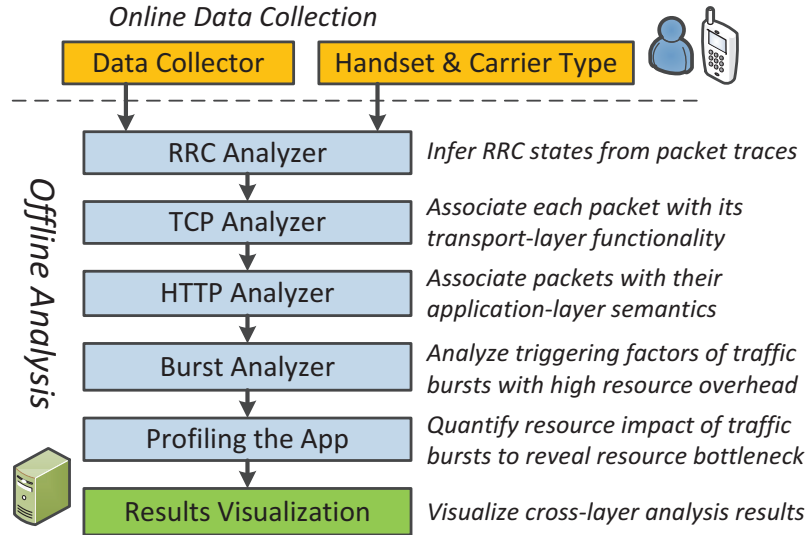 Online Data Collection
Data Collector
Handset & Carrier Type
Offline Analysis
RRC Analyzer
Infer RRC states from packet traces
TCP Analyzer
Associate each packet with its
transport-layer functionality
HTTP Analyzer
Associate packets with their
application-layer semantics
Burst Analyzer
Analyze triggering factors of traffic
bursts with high resource overhead
Profiling the App
Quantify resource impact of traffic
bursts to reveal resource bottleneck
Results Visualization
Visualize cross-layer analysis results